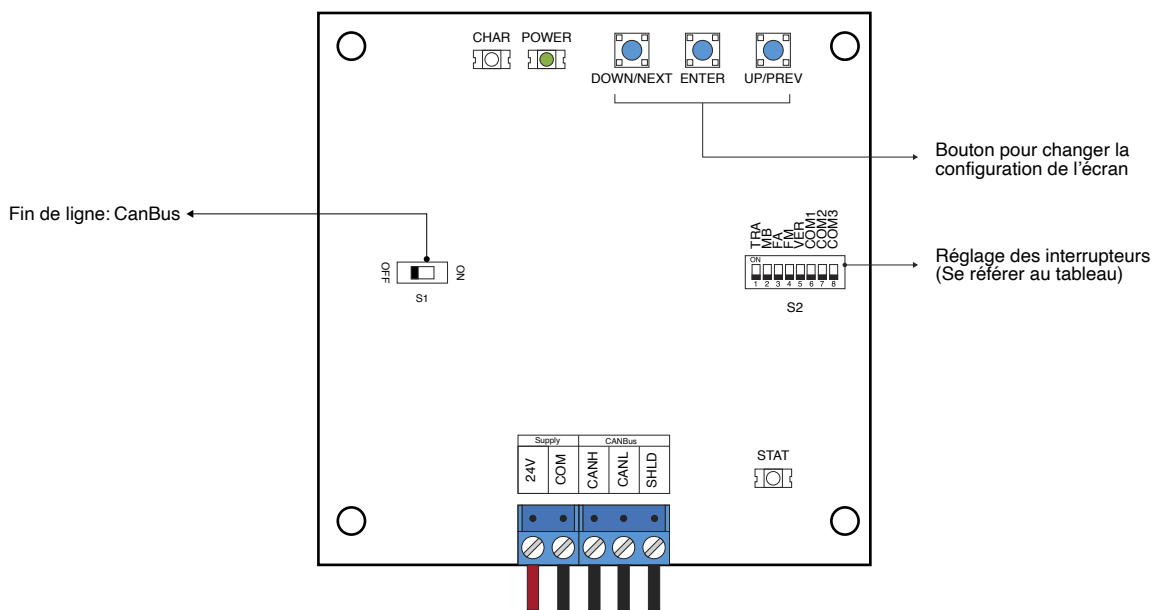 CHAR POWER
DOWN/NEXT ENTER UP/PREV
Bouton pour changer la
configuration de l'écran
Fin de ligne: CanBus
OFF
ON
S1
TRA
MB
FA
FM
VER
COM1
COM2
COM3
ON
1 2 3 4 5 6 7 8
S2
Réglage des interrupteurs
(Se référer au tableau)
Supply CANBus
24V
COM
CANH
CANL
SHLD
STAT